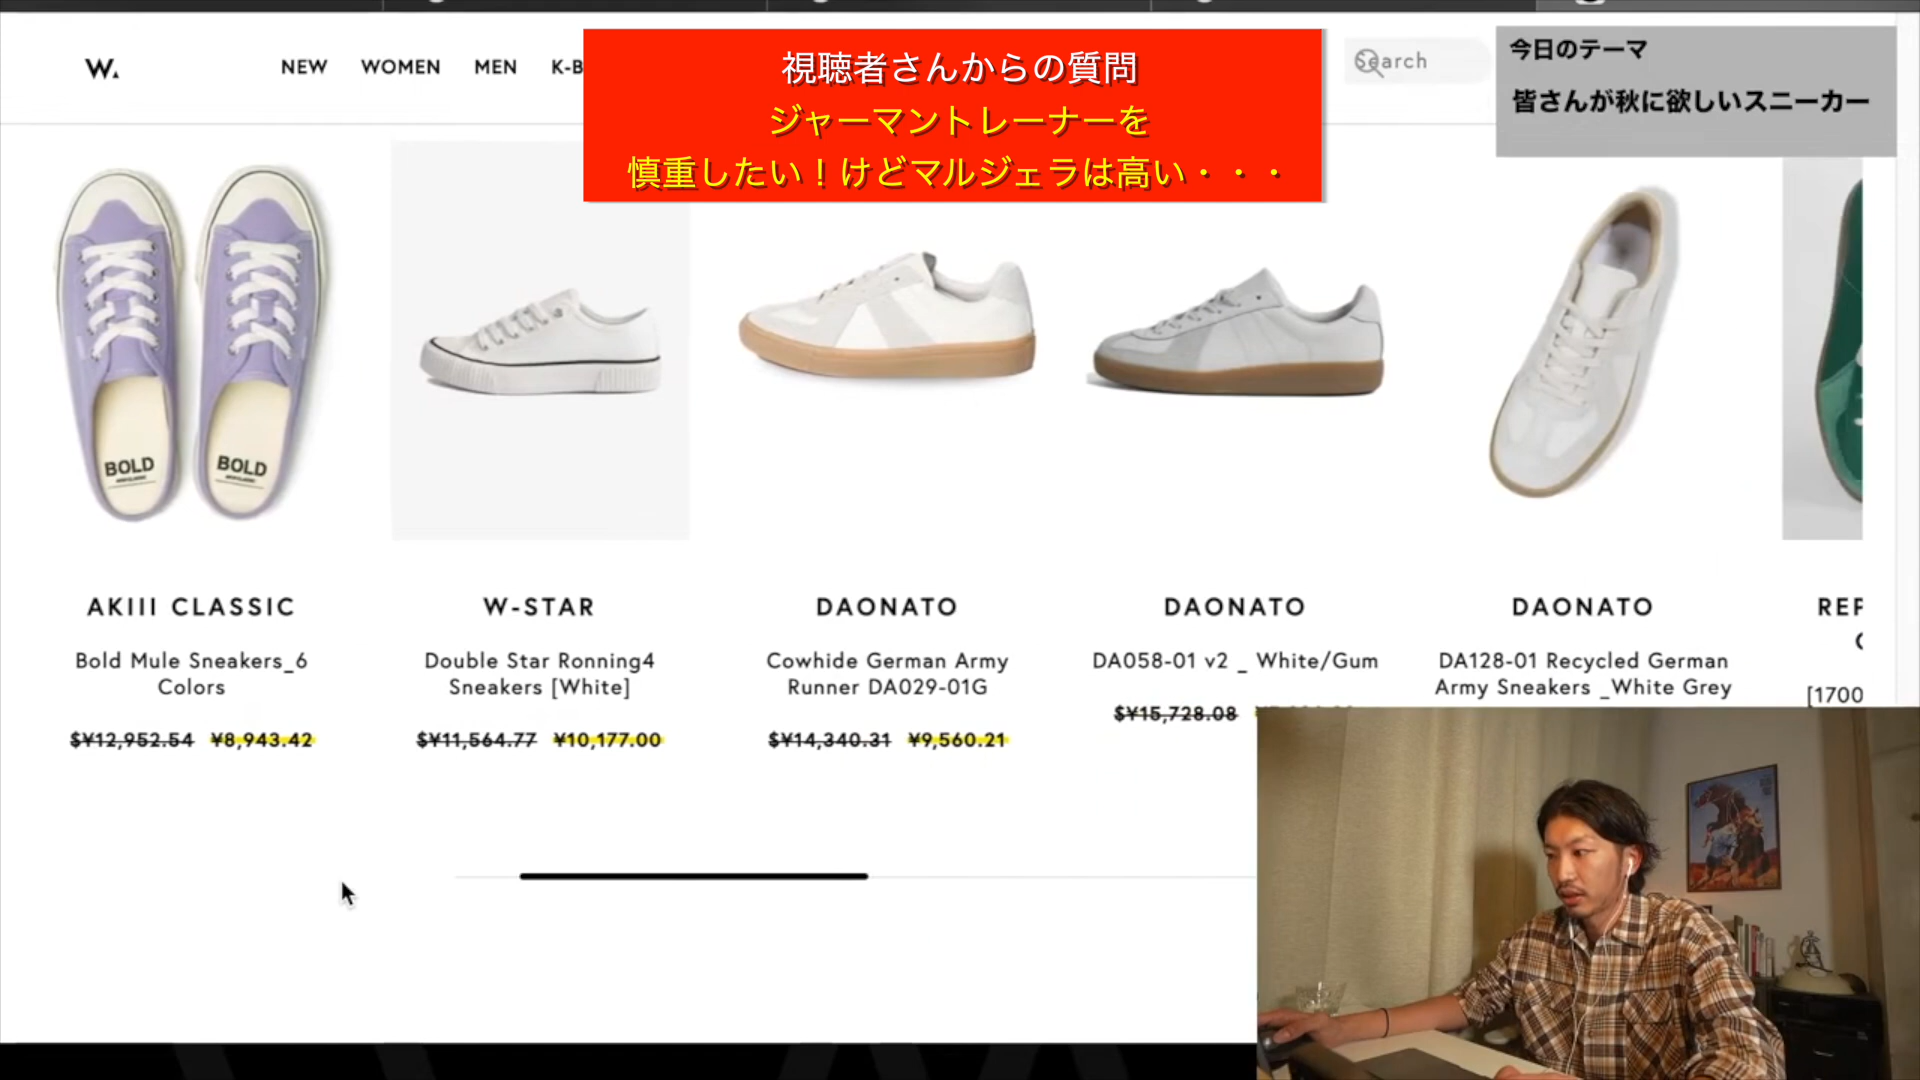 W.
NEW WOMEN MEN K-B
視聴者さんからの質問
ジャーマントレーナーを
慎重したい！けどマルジェラは高い・・・
Search
今日のテーマ
皆さんが秋に欲しいスニーカー
BOLD
BOLD
AKIII CLASSIC
Bold Mule Sneakers_6
Colors
$¥12,952.54 ¥8,943.42
W-STAR
Double Star Ronning4
Sneakers [White]
$¥11,564.77 ¥10,177.00
DAONATO
Cowhide German Army
Runner DA029-01G
$¥14,340.31 ¥9,560.21
DAONATO
DA058-01 v2 _ White/Gum
$¥15,728.08
DAONATO
DA128-01 Recycled German
Army Sneakers _White Grey
REP
[1700